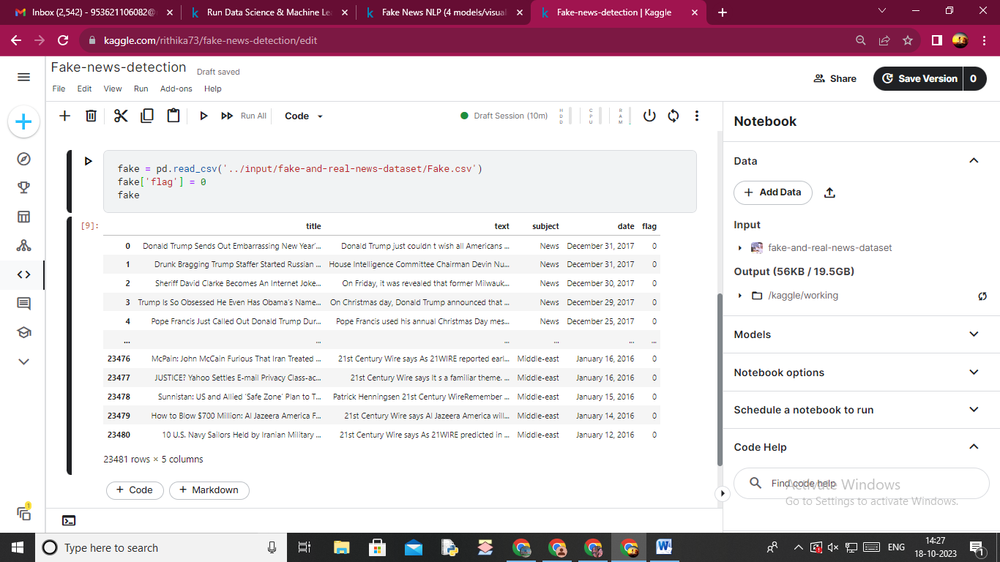 Inbox (2,542) - 953621106082@
Run Data Science & Machine Le
Fake News NLP (4 models/visual
Fake-news-detection | Kaggle
kaggle.com/rithika73/fake-news-detection/edit
Fake-news-detection
Draft saved
File Edit View Run Add-ons Help
Share
Save Version 0
Run All
Code
Draft Session (10m)
HDD
CPU
RAM
fake = pd.read_csv('../input/fake-and-real-news-dataset/Fake.csv')
fake['flag'] = 0
fake
[9]:
title text subject date flag
0 Donald Trump Sends Out Embarrassing New Year'... Donald Trump just couldn t wish all Americans ... News December 31, 2017 0
1 Drunk Bragging Trump Staffer Started Russian ... House Intelligence Committee Chairman Devin Nu... News December 31, 2017 0
2 Sheriff David Clarke Becomes An Internet Joke... On Friday, it was revealed that former Milwauk... News December 30, 2017 0
3 Trump Is So Obsessed He Even Has Obama's Name... On Christmas day, Donald Trump announced that ... News December 29, 2017 0
4 Pope Francis Just Called Out Donald Trump Dur... Pope Francis used his annual Christmas Day mes... News December 25, 2017 0
... ... ... ... ... ...
23476 McPain: John McCain Furious That Iran Treated ... 21st Century Wire says As 21WIRE reported earl... Middle-east January 16, 2016 0
23477 JUSTICE? Yahoo Settles E-mail Privacy Class-ac... 21st Century Wire says It s a familiar theme. ... Middle-east January 16, 2016 0
23478 Sunnistan: US and Allied 'Safe Zone' Plan to T... Patrick Henningsen 21st Century WireRemember ... Middle-east January 15, 2016 0
23479 How to Blow $700 Million: Al Jazeera America F... 21st Century Wire says Al Jazeera America will... Middle-east January 14, 2016 0
23480 10 U.S. Navy Sailors Held by Iranian Military ... 21st Century Wire says As 21WIRE predicted in ... Middle-east January 12, 2016 0
23481 rows × 5 columns
+ Code
+ Markdown
Notebook
Data
+ Add Data
Input
fake-and-real-news-dataset
Output (56KB / 19.5GB)
/kaggle/working
Models
Notebook options
Schedule a notebook to run
Code Help
Find code help
Activate Windows
Go to Settings to activate Windows.
1
Type here to search
ENG
14:27
18-10-2023
1